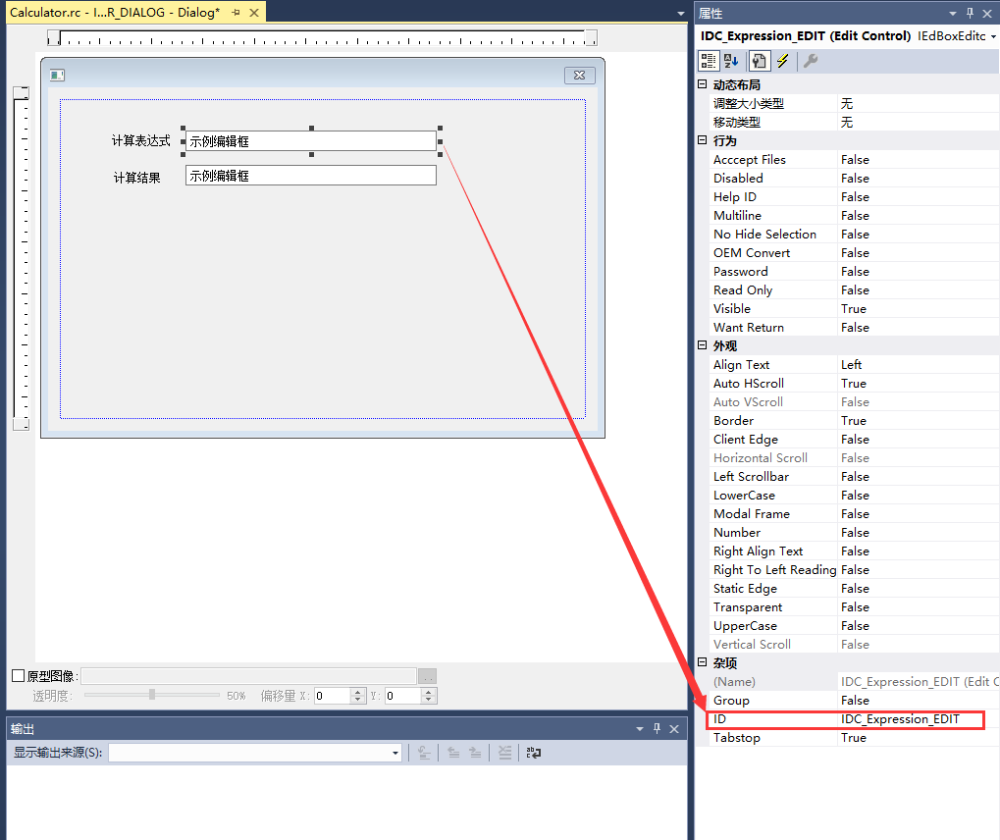 Calculator.rc - I...R_DIALOG - Dialog*
计算表达式 示例编辑框
计算结果 示例编辑框
原型图像:
透明度: 50% 偏移量 X: 0 Y: 0
输出
显示输出来源(S):
属性
IDC_Expression_EDIT (Edit Control) IEdBoxEditc
动态布局
调整大小类型 无
移动类型 无
行为
Acccept Files False
Disabled False
Help ID False
Multiline False
No Hide Selection False
OEM Convert False
Password False
Read Only False
Visible True
Want Return False
外观
Align Text Left
Auto HScroll True
Auto VScroll False
Border True
Client Edge False
Horizontal Scroll False
Left Scrollbar False
LowerCase False
Modal Frame False
Number False
Right Align Text False
Right To Left Reading False
Static Edge False
Transparent False
UpperCase False
Vertical Scroll False
杂项
(Name) IDC_Expression_EDIT (Edit C
Group False
ID IDC_Expression_EDIT
Tabstop True